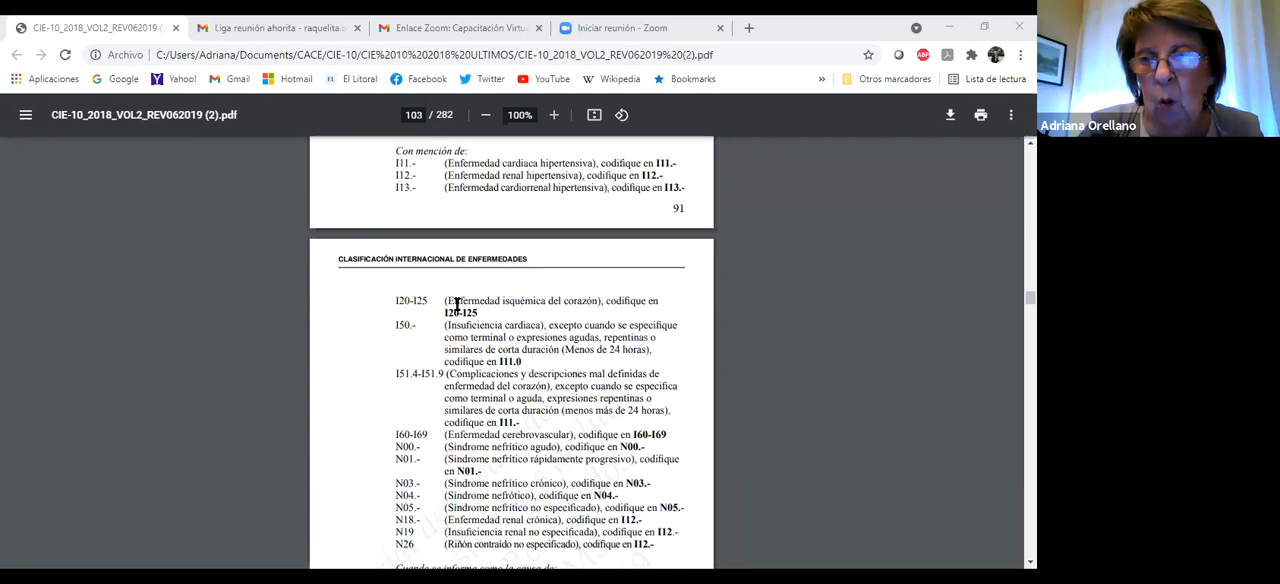 CIE-10_2018_VOL2_REV062019 (2)
Liga reunión ahorita - raquelita.o
Enlace Zoom: Capacitación Virtu
Iniciar reunión - Zoom
Archivo C:/Users/Adriana/Documents/CACE/CIE-10/CIE%2010%202018%20ULTIMOS/CIE-10_2018_VOL2_REV062019%20(2).pdf
Aplicaciones Google Yahoo! Gmail Hotmail El Litoral Facebook Twitter YouTube Wikipedia Bookmarks » Otros marcadores Lista de lectura
CIE-10_2018_VOL2_REV062019 (2).pdf 103 / 282 100%
Adriana Orellano
Con mención de:
I11.- (Enfermedad cardiaca hipertensiva), codifique en I11.-
I12.- (Enfermedad renal hipertensiva), codifique en I12.-
I13.- (Enfermedad cardiorrenal hipertensiva), codifique en I13.-
91
CLASIFICACIÓN INTERNACIONAL DE ENFERMEDADES
I20-I25 (Enfermedad isquémica del corazón), codifique en
I20-I25
I50.- (Insuficiencia cardiaca), excepto cuando se especifique
como terminal o expresiones agudas, repentinas o
similares de corta duración (Menos de 24 horas),
codifique en I11.0
I51.4-I51.9 (Complicaciones y descripciones mal definidas de
enfermedad del corazón), excepto cuando se especifica
como terminal o aguda, expresiones repentinas o
similares de corta duración (menos más de 24 horas),
codifique en I11.-
I60-I69 (Enfermedad cerebrovascular), codifique en I60-I69
N00.- (Síndrome nefrítico agudo), codifique en N00.-
N01.- (Síndrome nefrítico rápidamente progresivo), codifique
en N01.-
N03.- (Síndrome nefrítico crónico), codifique en N03.-
N04.- (Síndrome nefrótico), codifique en N04.-
N05.- (Síndrome nefrítico no especificado), codifique en N05.-
N18.- (Enfermedad renal crónica), codifique en I12.-
N19 (Insuficiencia renal no especificada), codifique en I12.-
N26 (Riñón contraído no especificado), codifique en I12.-
Cuando se informa como la causa de: